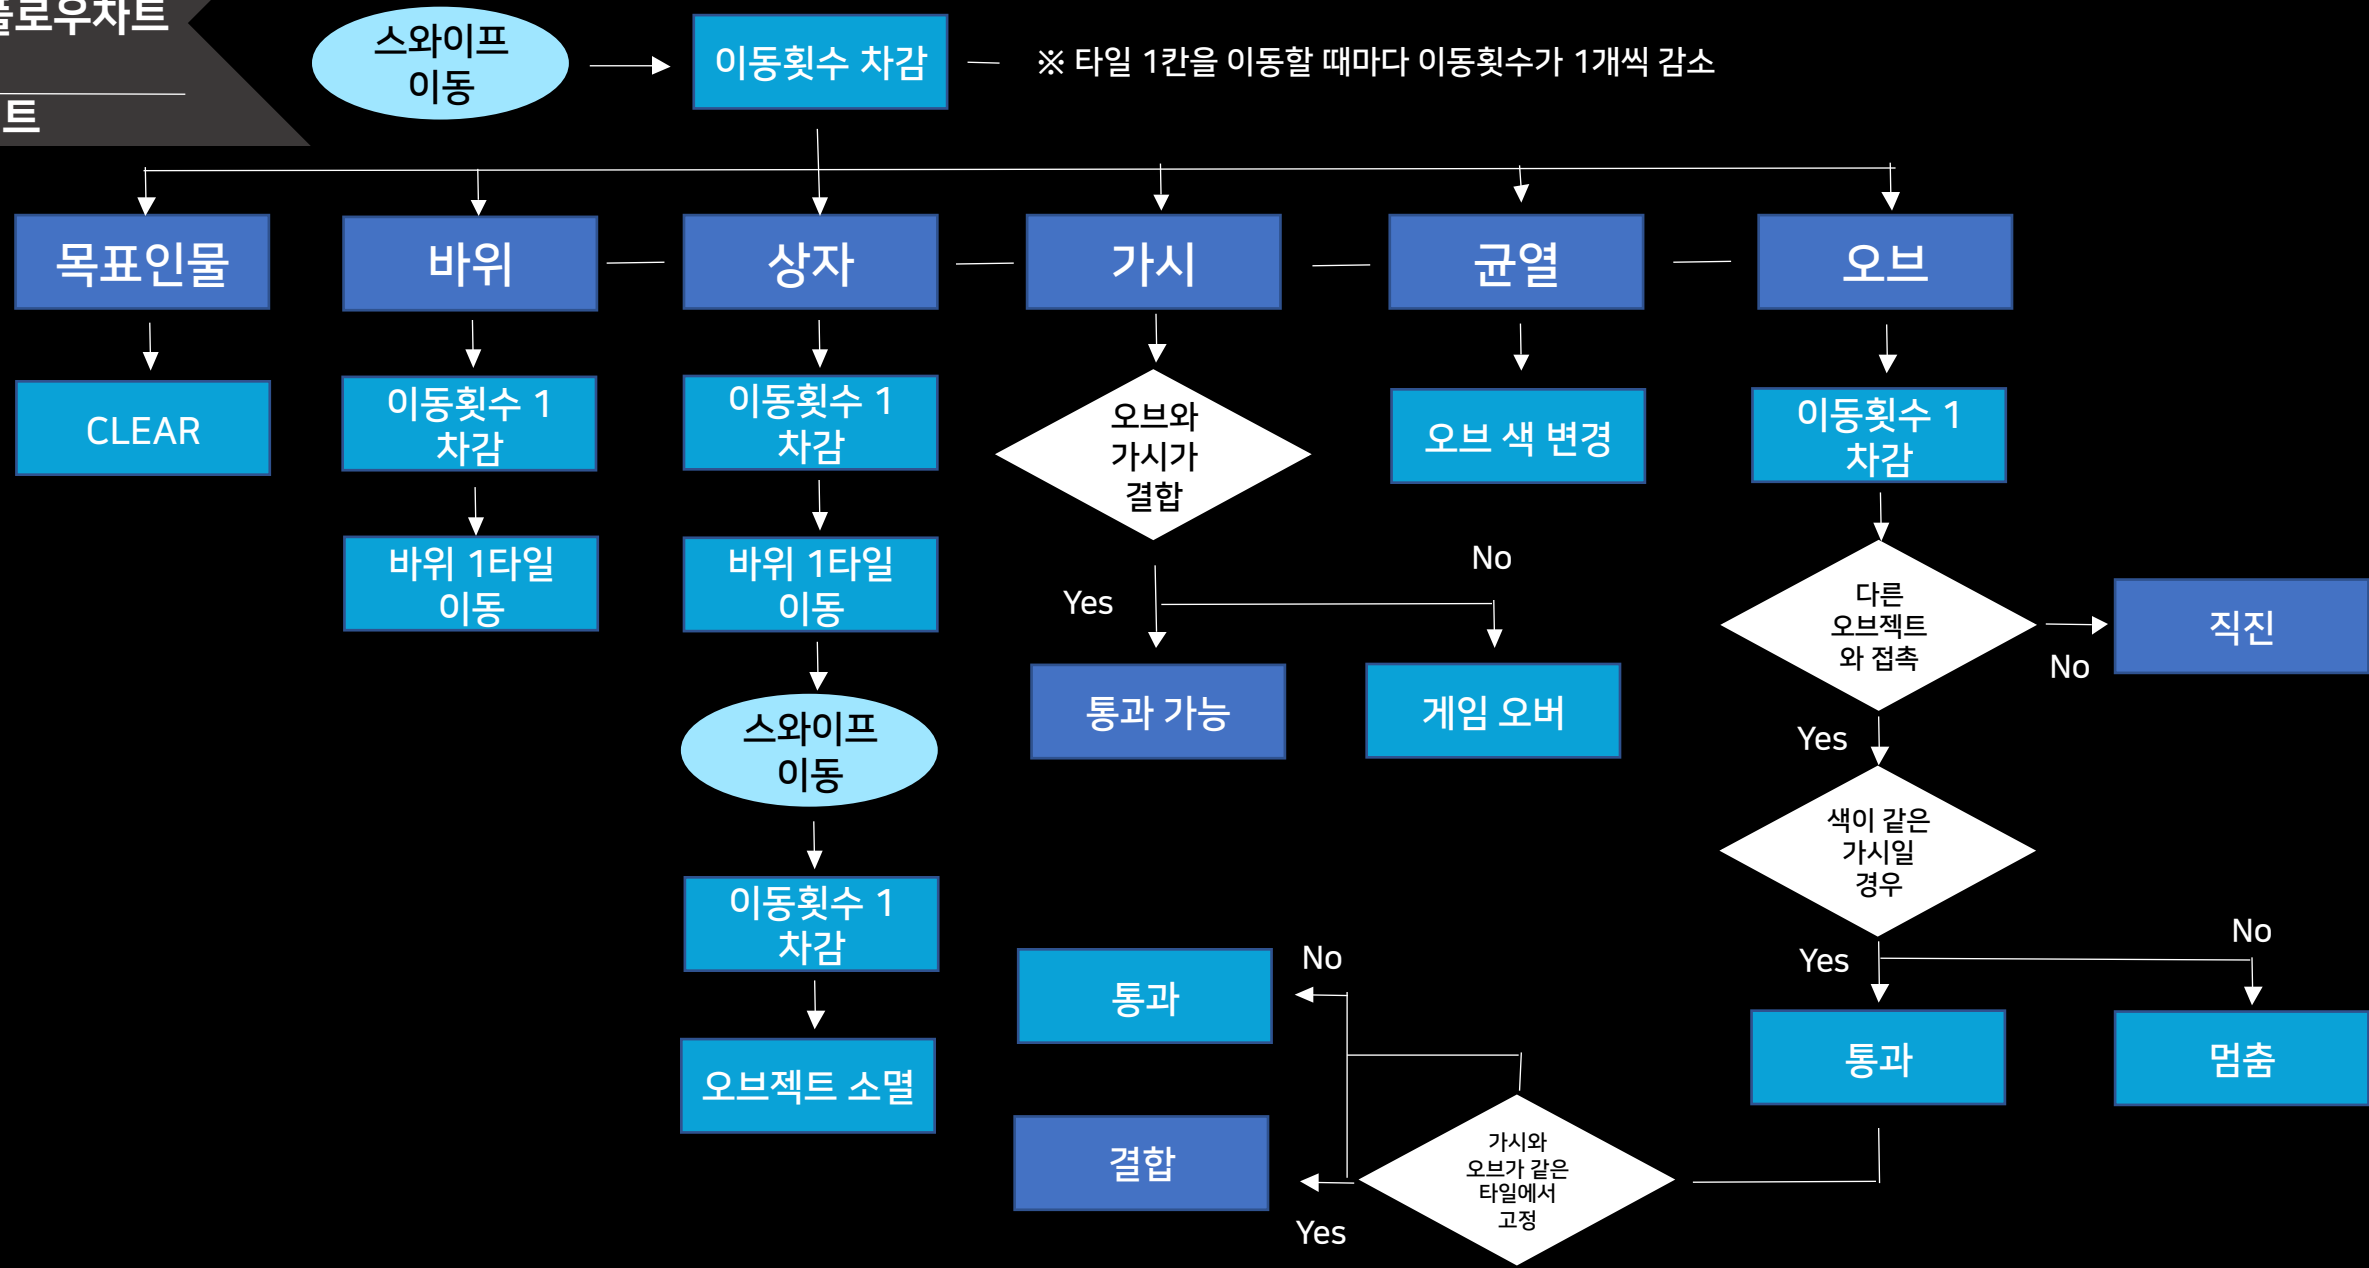 플로우차트
트
스와이프
이동
이동횟수 차감
※ 타일 1칸을 이동할 때마다 이동횟수가 1개씩 감소
목표인물
바위
상자
가시
균열
오브
CLEAR
이동횟수 1
차감
바위 1타일
이동
이동횟수 1
차감
바위 1타일
이동
스와이프
이동
이동횟수 1
차감
오브젝트 소멸
오브와
가시가
결합
Yes
No
통과 가능
게임 오버
오브 색 변경
이동횟수 1
차감
다른
오브젝트
와 접촉
No
직진
Yes
색이 같은
가시일
경우
Yes
No
통과
멈춤
가시와
오브가 같은
타일에서
고정
No
통과
Yes
결합